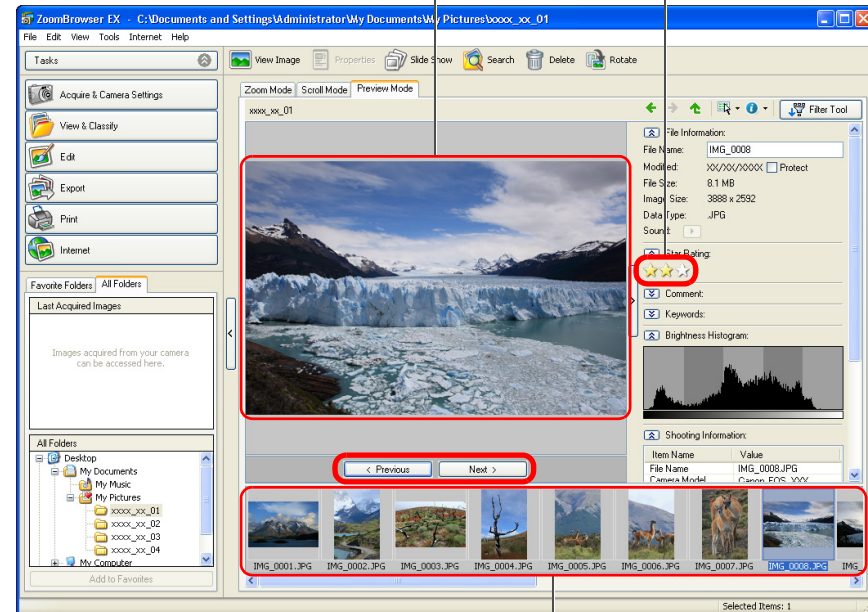 ZoomBrowser EX - C:\Documents and Settings\Administrator\My Documents\My Pictures\xxxx_xx_01
File Edit View Tools Internet Help
Tasks
View Image Properties Slide Show Search Delete Rotate
Acquire & Camera Settings
View & Classify
Edit
Export
Print
Internet
Zoom Mode Scroll Mode Preview Mode
xxxx_xx_01
Filter Tool
File Information:
File Name: IMG_0008
Modified: XX/XX/XXXX Protect
File Size: 8.1 MB
Image Size: 3888 x 2592
Data Type: .JPG
Sound:
Star Rating:
Comment:
Keywords:
Brightness Histogram:
Shooting Information:
Item Name Value
File Name IMG_0008.JPG
Camera Model Canon EOS XXX
Favorite Folders All Folders
Last Acquired Images
Images acquired from your camera
can be accessed here.
All Folders
Desktop
My Documents
My Music
My Pictures
xxxx_xx_01
xxxx_xx_02
xxxx_xx_03
xxxx_xx_04
My Computer
Add to Favorites
< Previous Next >
IMG_0001.JPG IMG_0002.JPG IMG_0003.JPG IMG_0004.JPG IMG_0005.JPG IMG_0006.JPG IMG_0007.JPG IMG_0008.JPG IMG_
Selected Items: 1